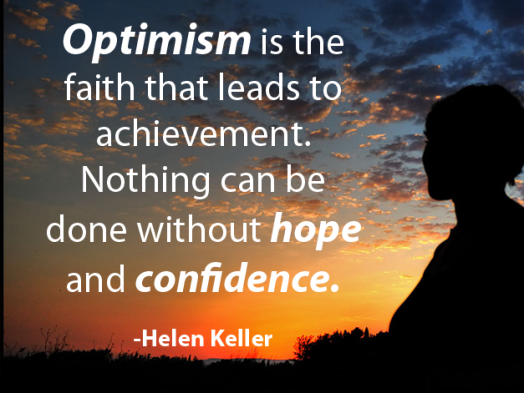 Optimism is the
faith that leads to
achievement.
Nothing can be
done without hope
and confidence.
-Helen Keller